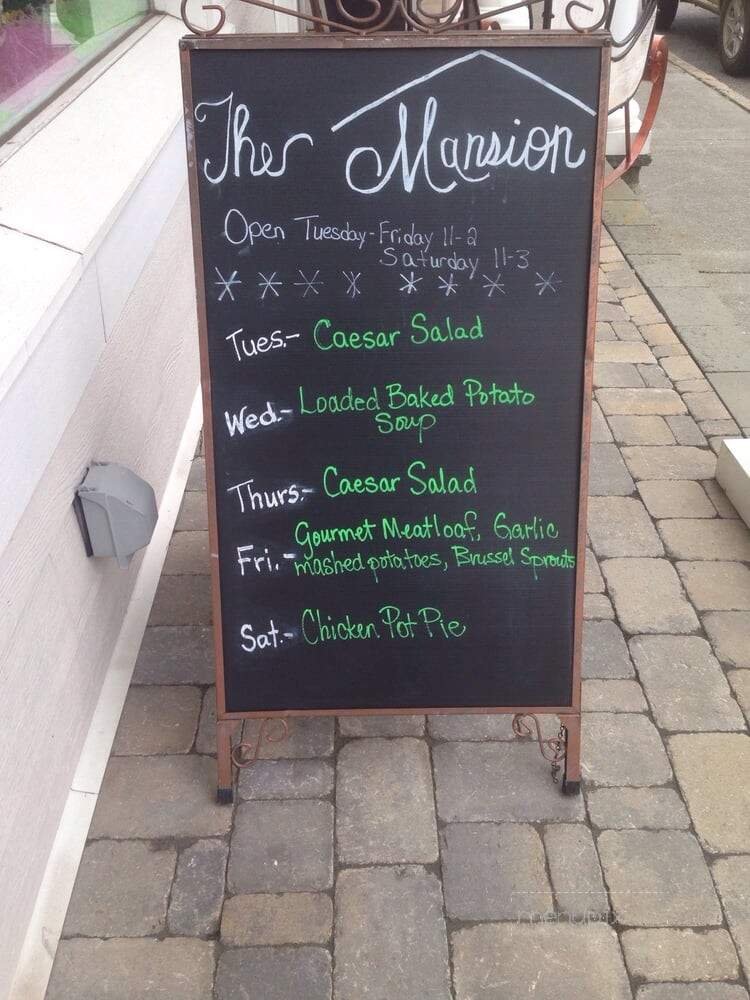 The Mansion
Open Tuesday-Friday 11-2
Saturday 11-3
Tues.- Caesar Salad
Wed.- Loaded Baked Potato
Soup
Thurs.- Caesar Salad
Fri.- Gourmet Meatloaf, Garlic
mashed potatoes, Brussel Sprouts
Sat.- Chicken Pot Pie